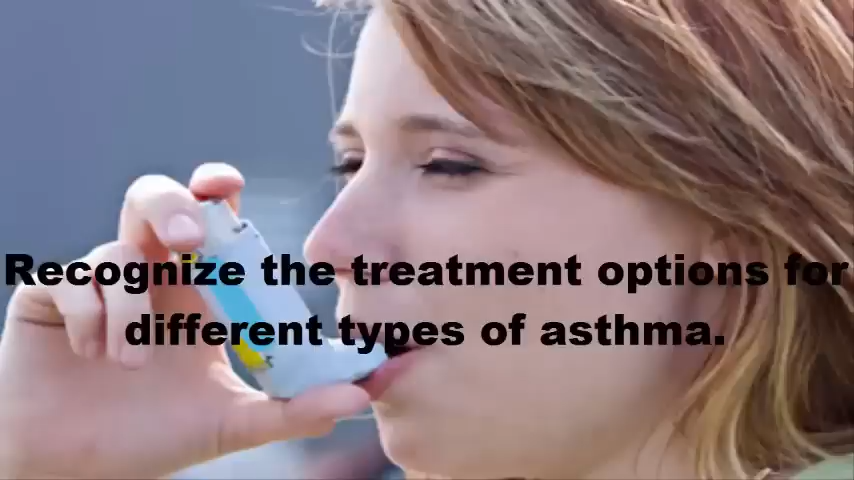 Recognize the treatment options for
different types of asthma.